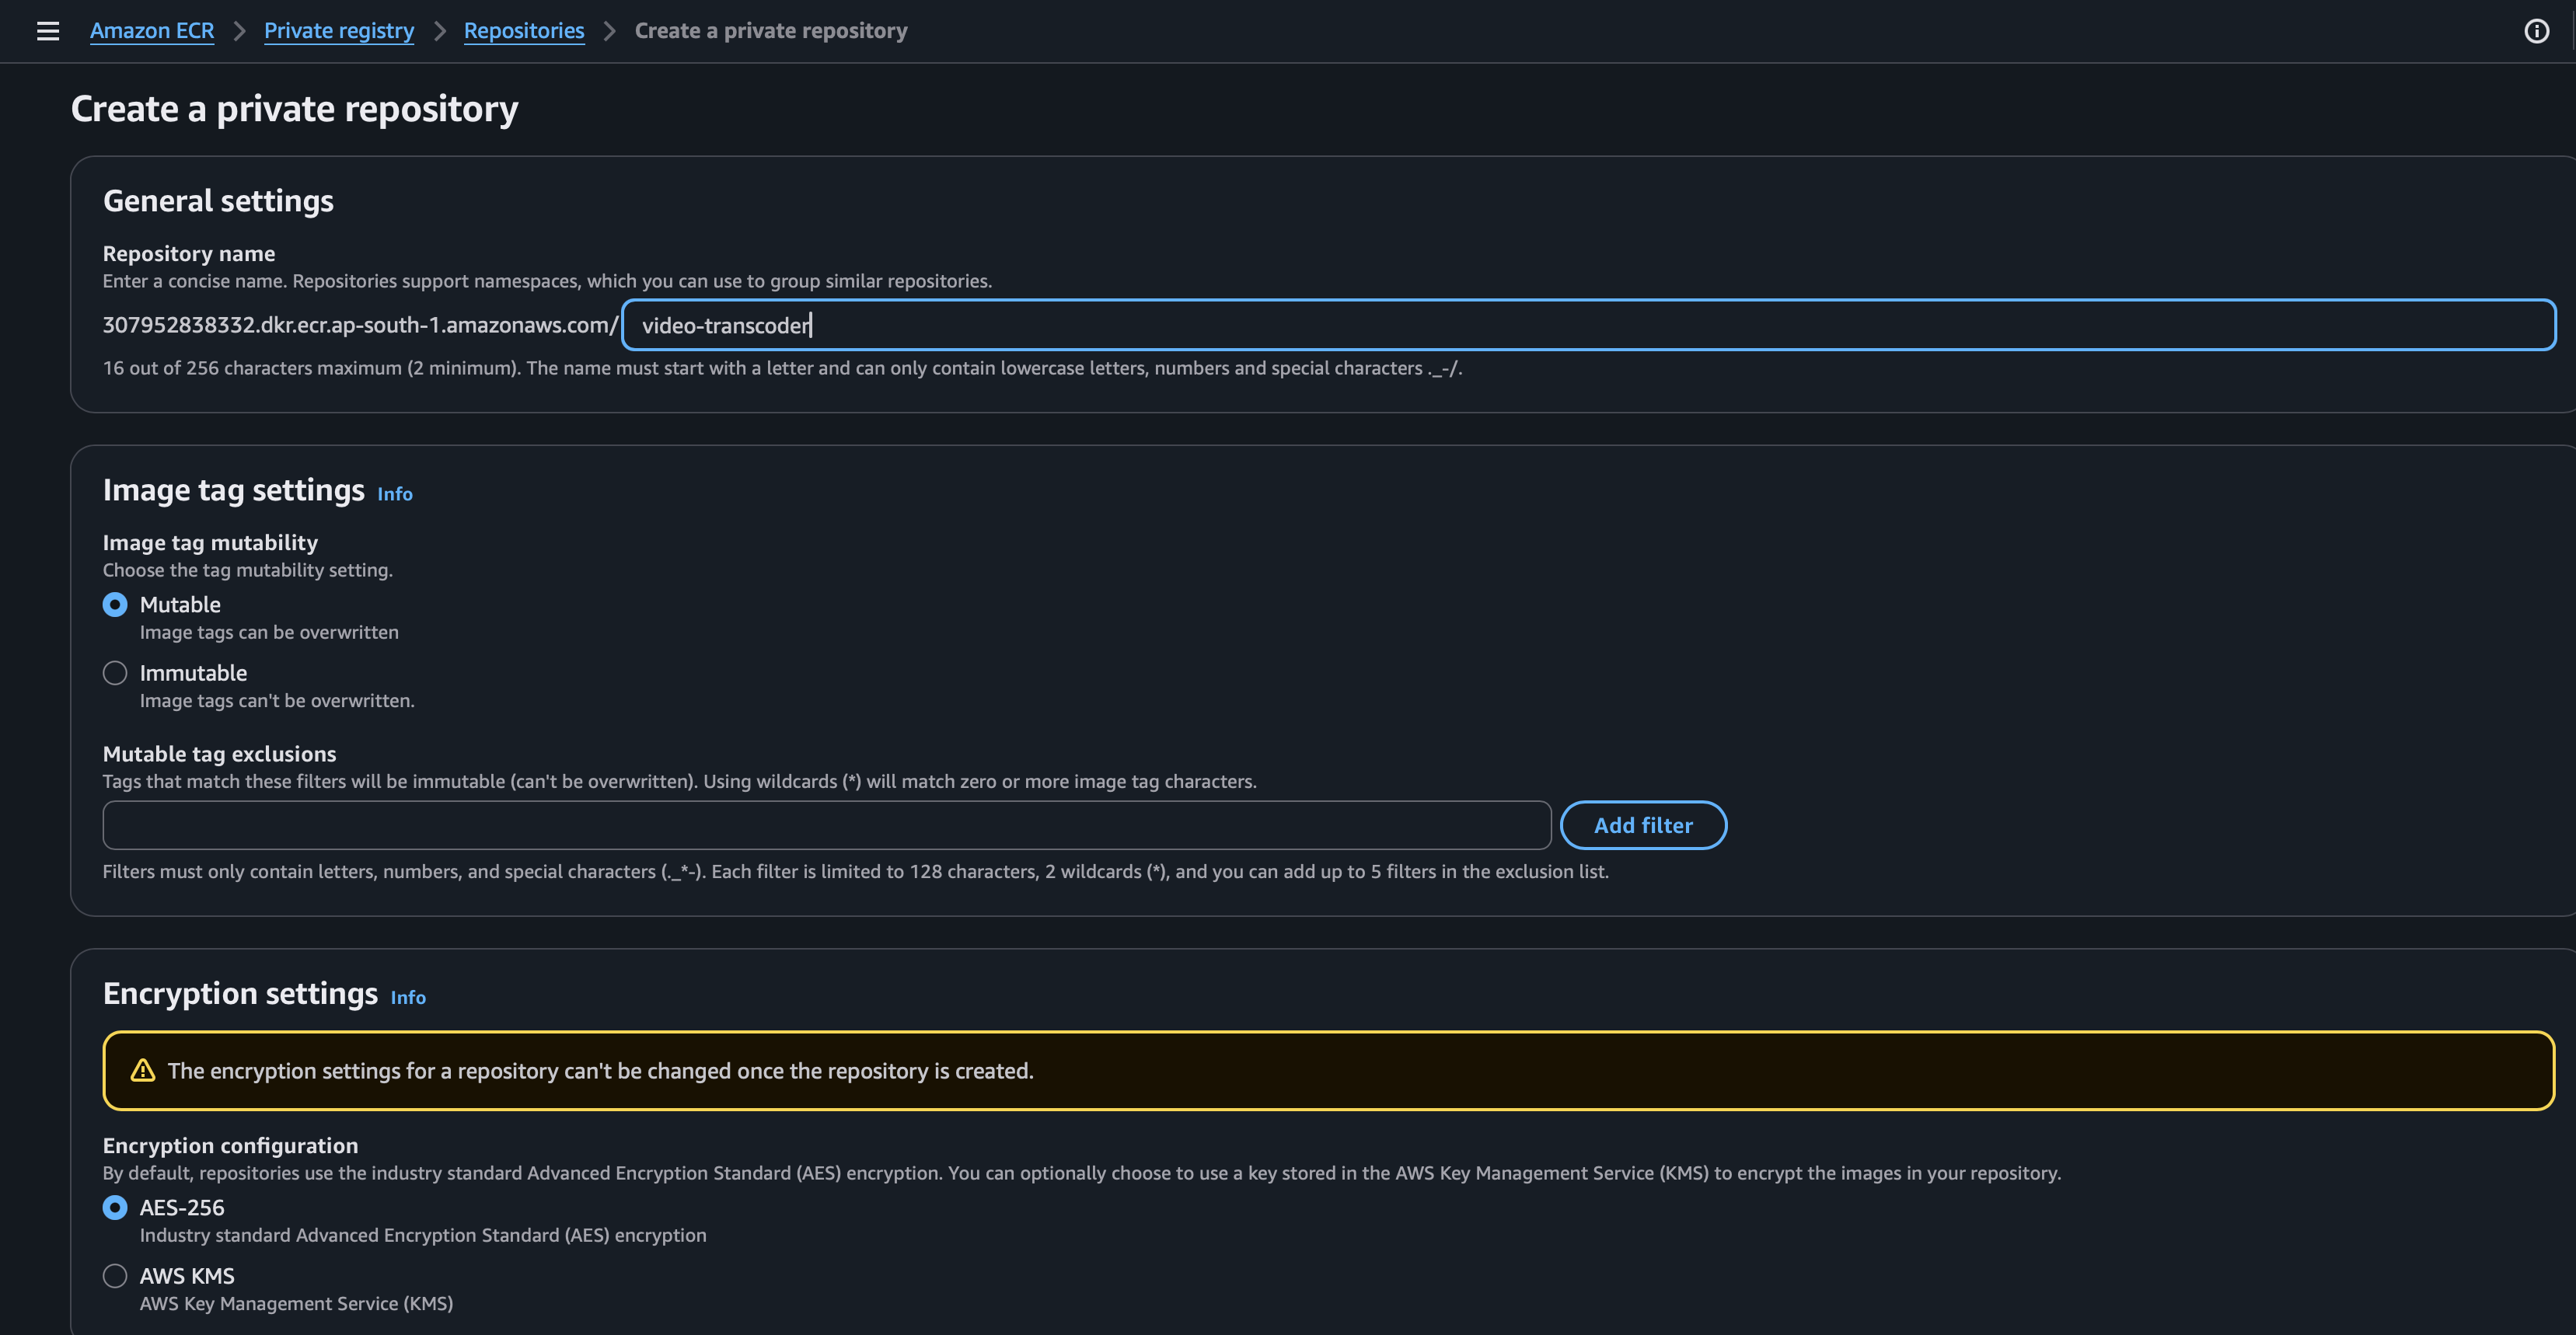 Amazon ECR > Private registry > Repositories > Create a private repository
Create a private repository
General settings
Repository name
Enter a concise name. Repositories support namespaces, which you can use to group similar repositories.
307952838332.dkr.ecr.ap-south-1.amazonaws.com/ video-transcoder
16 out of 256 characters maximum (2 minimum). The name must start with a letter and can only contain lowercase letters, numbers and special characters ._-/.
Image tag settings Info
Image tag mutability
Choose the tag mutability setting.
Mutable
Image tags can be overwritten
Immutable
Image tags can't be overwritten.
Mutable tag exclusions
Tags that match these filters will be immutable (can't be overwritten). Using wildcards (*) will match zero or more image tag characters.
Add filter
Filters must only contain letters, numbers, and special characters (._*-). Each filter is limited to 128 characters, 2 wildcards (*), and you can add up to 5 filters in the exclusion list.
Encryption settings Info
The encryption settings for a repository can't be changed once the repository is created.
Encryption configuration
By default, repositories use the industry standard Advanced Encryption Standard (AES) encryption. You can optionally choose to use a key stored in the AWS Key Management Service (KMS) to encrypt the images in your repository.
AES-256
Industry standard Advanced Encryption Standard (AES) encryption
AWS KMS
AWS Key Management Service (KMS)